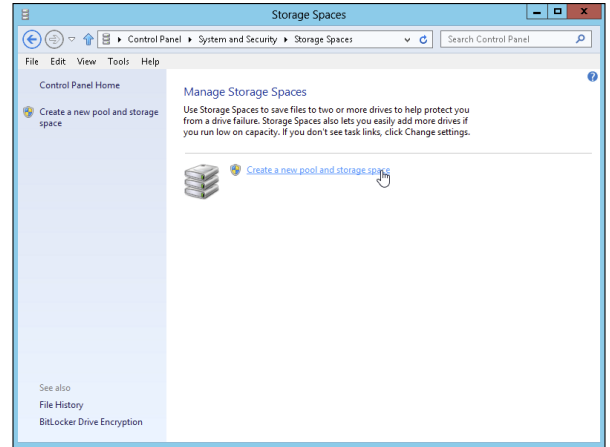 Storage Spaces
Control Panel ▸ System and Security ▸ Storage Spaces
Search Control Panel
File Edit View Tools Help
Control Panel Home
Create a new pool and storage
space
Manage Storage Spaces
Use Storage Spaces to save files to two or more drives to help protect you
from a drive failure. Storage Spaces also lets you easily add more drives if
you run low on capacity. If you don't see task links, click Change settings.
Create a new pool and storage space
See also
File History
BitLocker Drive Encryption